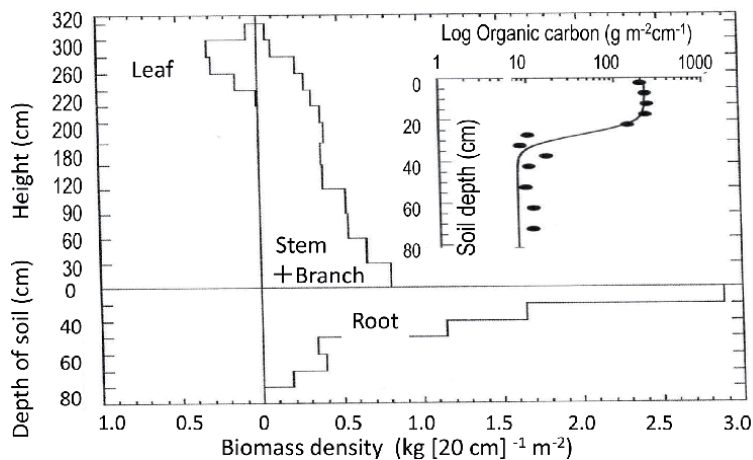 Log Organic carbon (g m-2cm-1)
1 10 100 1000
0
20
40
60
80
Soil depth (cm)
320
300
260
220
200
180
120
90
60
30
0
Height (cm)
Leaf
Stem
+Branch
Root
40
60
80
Depth of soil (cm)
1.0 0.5 0 0.5 1.0 1.5 2.0 2.5 3.0
Biomass density (kg [20 cm] -1 m-2)